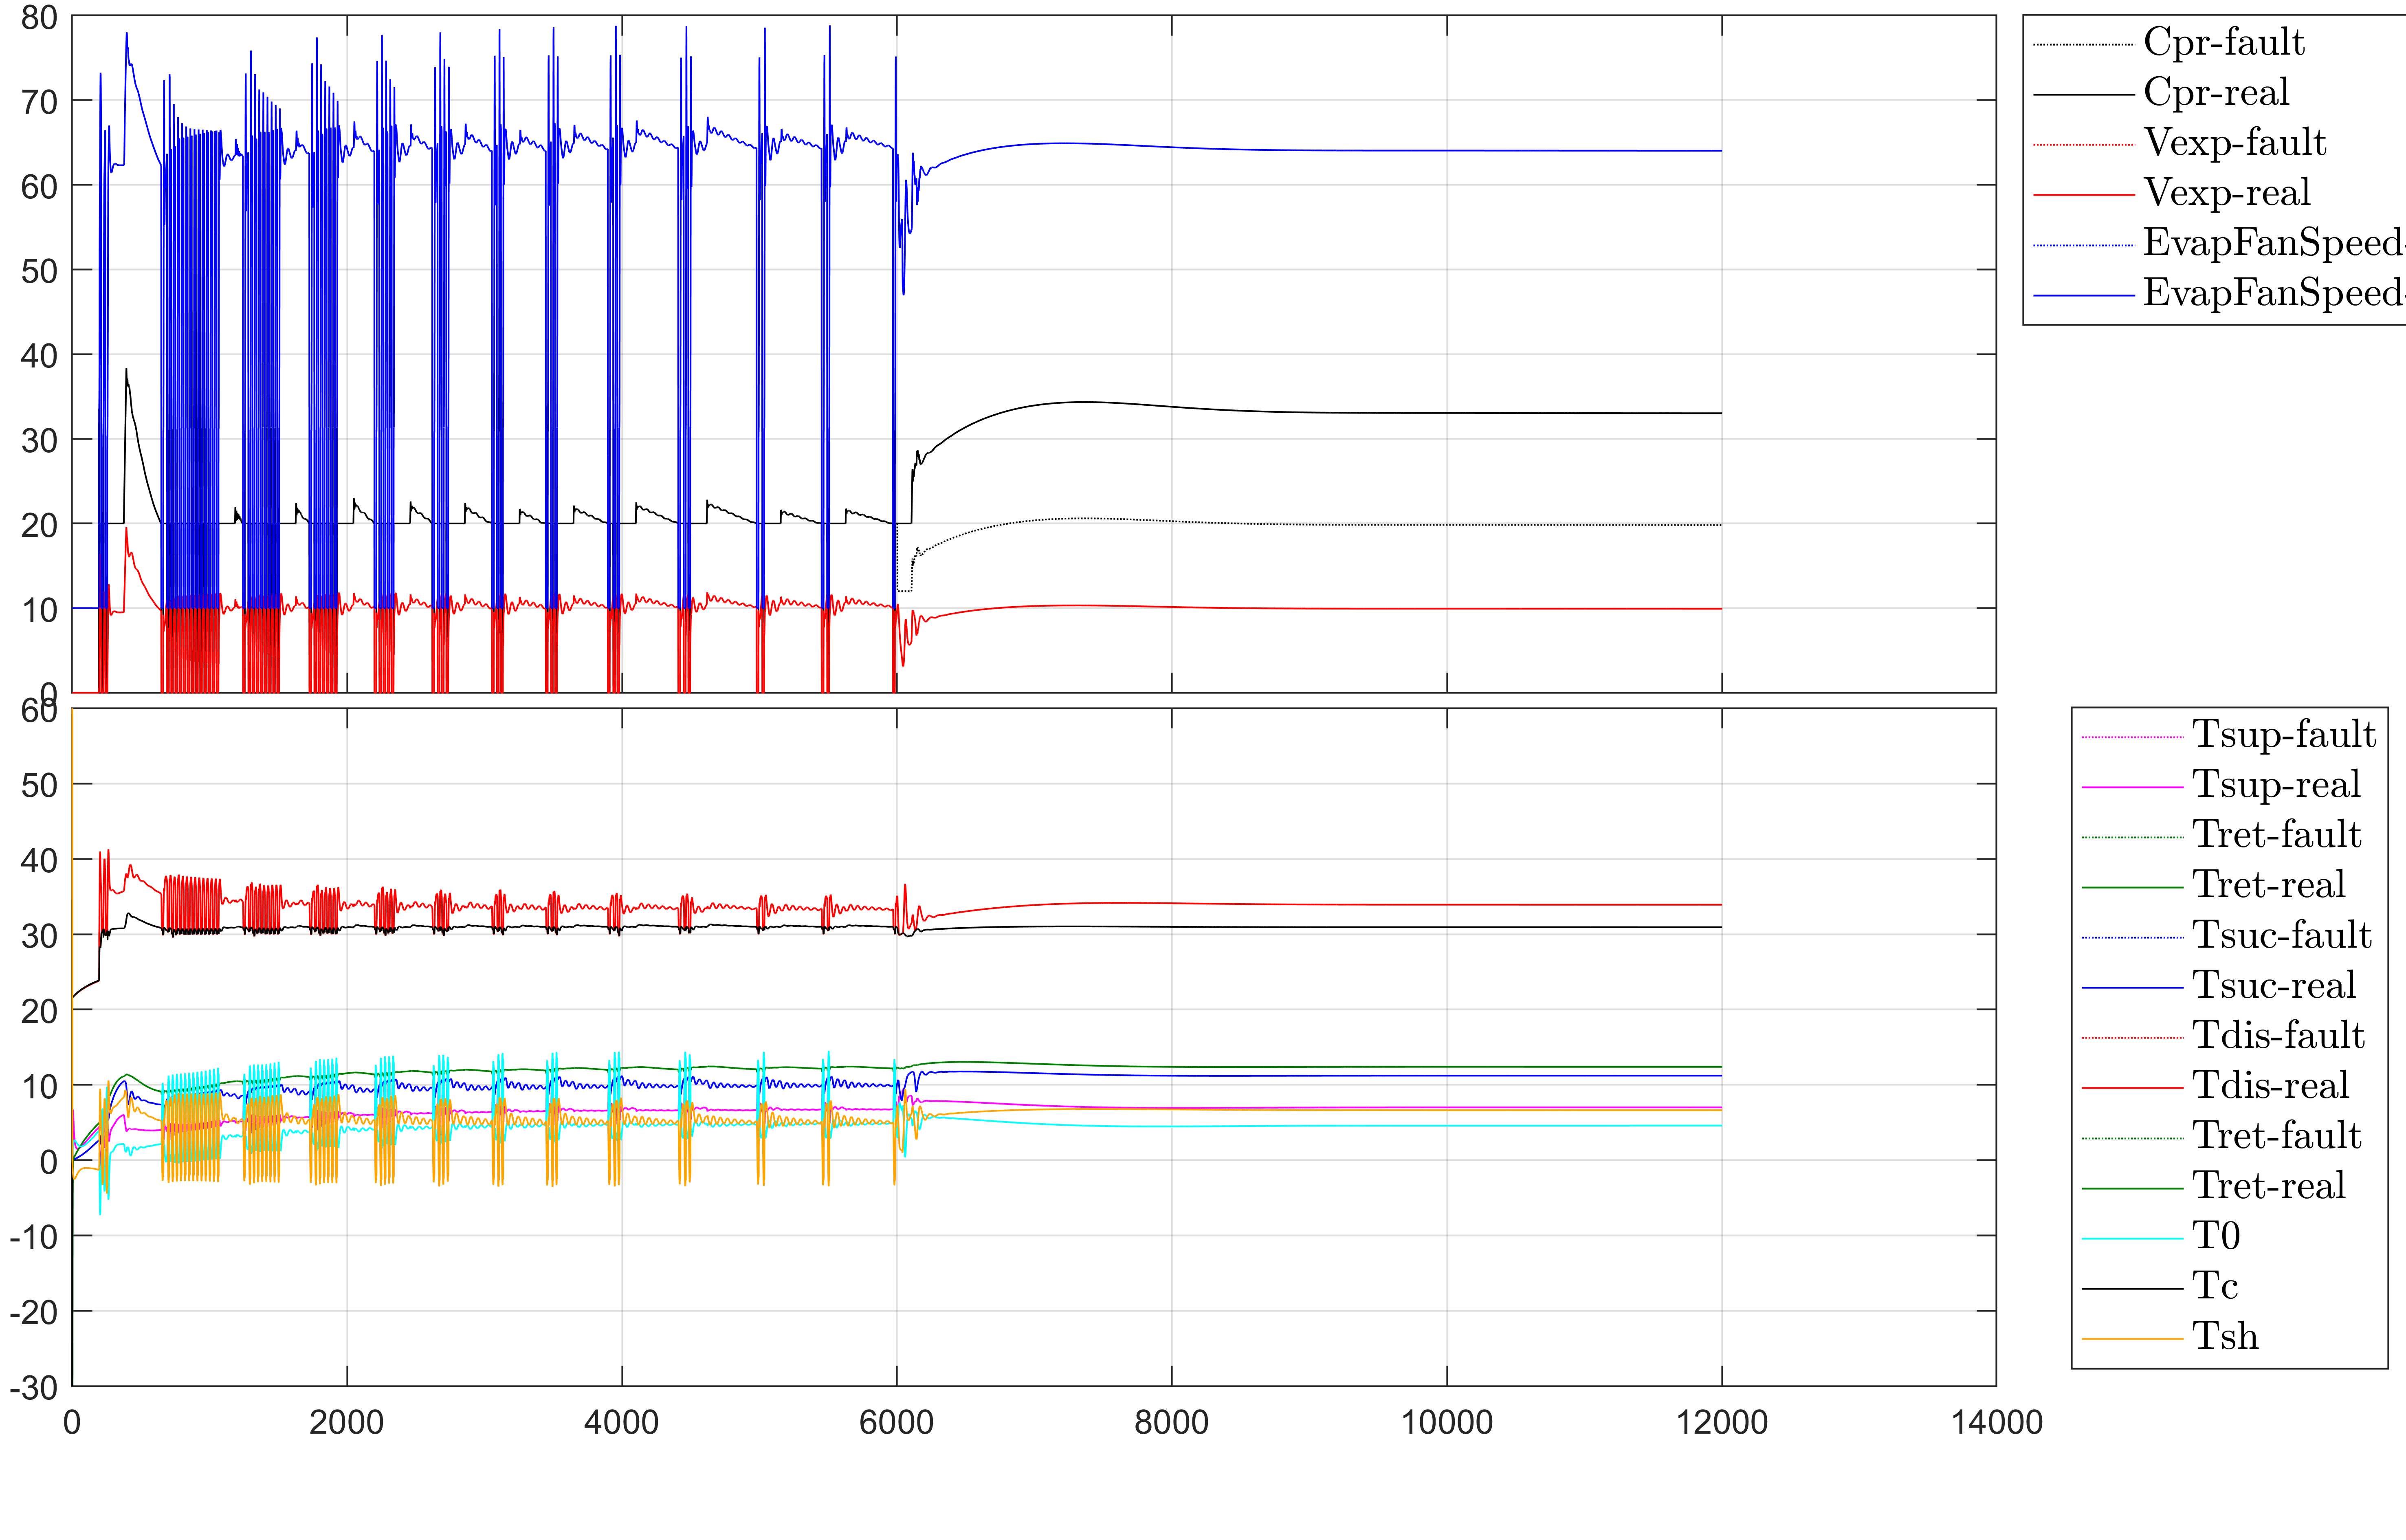 80
70
60
50
40
30
20
10
0
Cpr-fault
Cpr-real
Vexp-fault
Vexp-real
EvapFanSpeed-
EvapFanSpeed-
60
50
40
30
20
10
0
-10
-20
-30
0 2000 4000 6000 8000 10000 12000 14000
Tsup-fault
Tsup-real
Tret-fault
Tret-real
Tsuc-fault
Tsuc-real
Tdis-fault
Tdis-real
Tret-fault
Tret-real
T0
Tc
Tsh